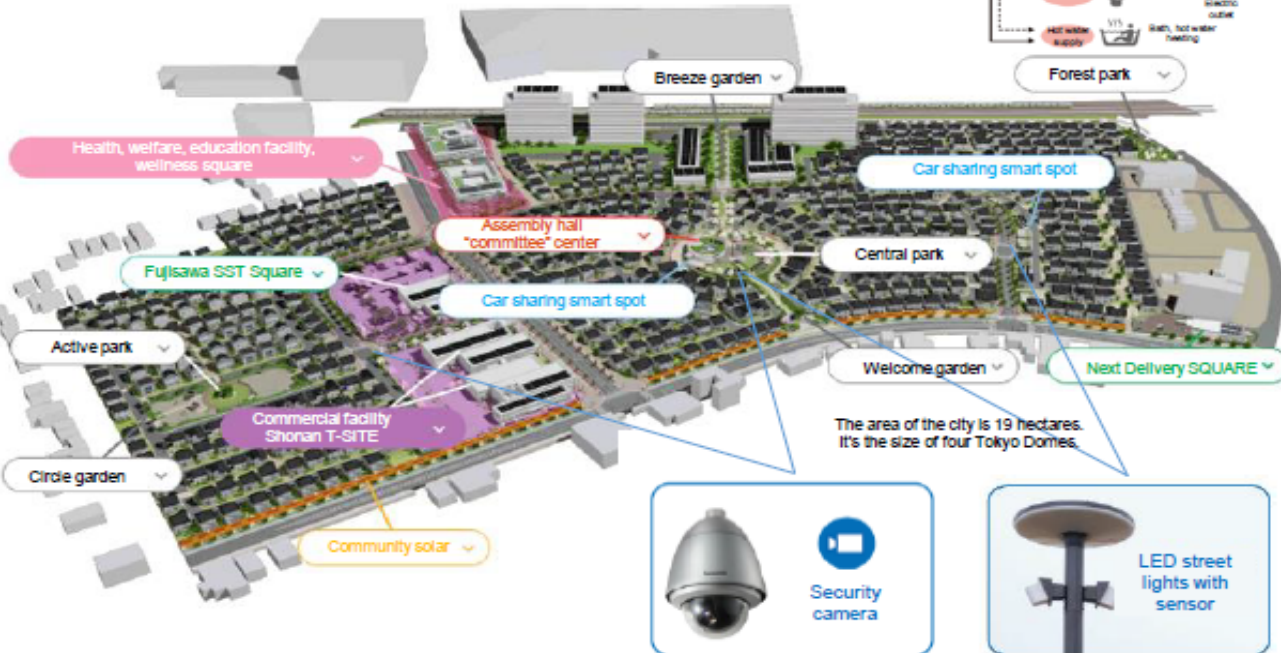 Electric
outlet
Hot water
supply
Bath, hot water
heating
Breeze garden
Forest park
Health, welfare, education facility,
wellness square
Car sharing smart spot
Assembly hall
"committee" center
Central park
Fujisawa SST Square
Car sharing smart spot
Active park
Welcome garden
Next Delivery SQUARE
Commercial facility
Shonan T-SITE
The area of the city is 19 hectares.
It's the size of four Tokyo Domes.
Circle garden
Community solar
Security
camera
LED street
lights with
sensor